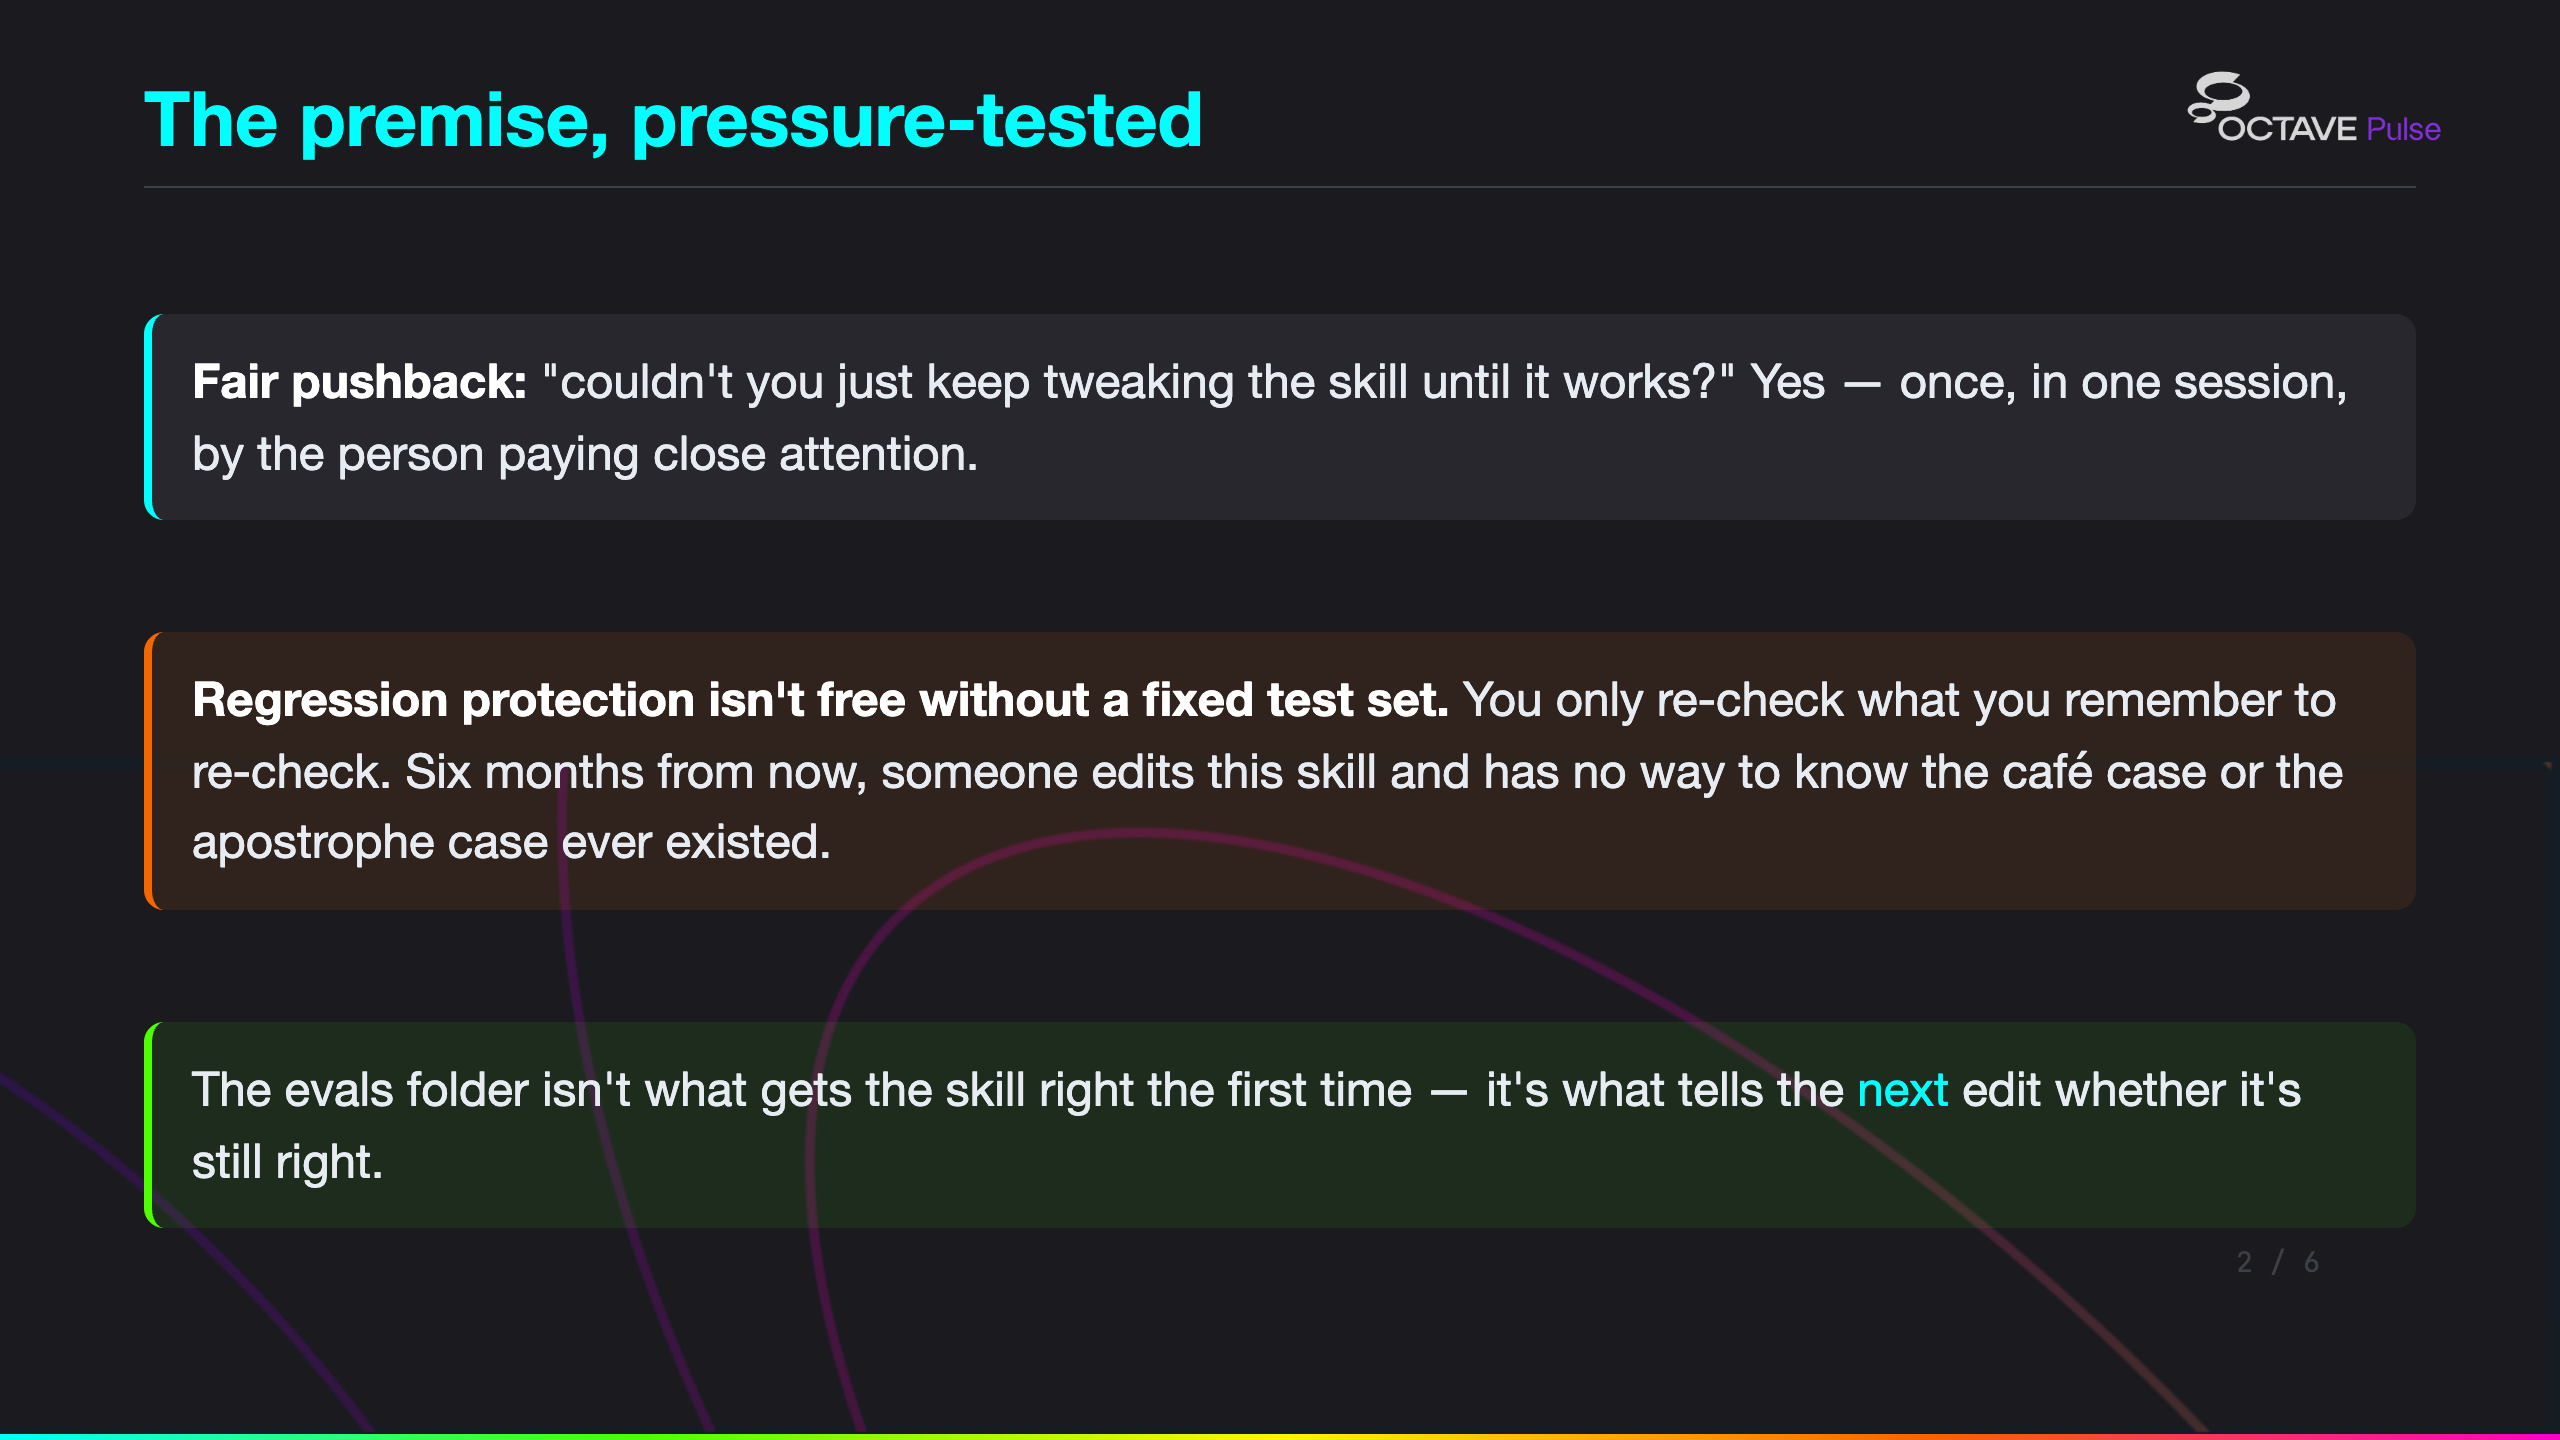 The premise, pressure-tested
OCTAVE Pulse
Fair pushback: "couldn't you just keep tweaking the skill until it works?" Yes — once, in one session,
by the person paying close attention.
Regression protection isn't free without a fixed test set. You only re-check what you remember to
re-check. Six months from now, someone edits this skill and has no way to know the café case or the
apostrophe case ever existed.
The evals folder isn't what gets the skill right the first time — it's what tells the next edit whether it's
still right.
2 / 6